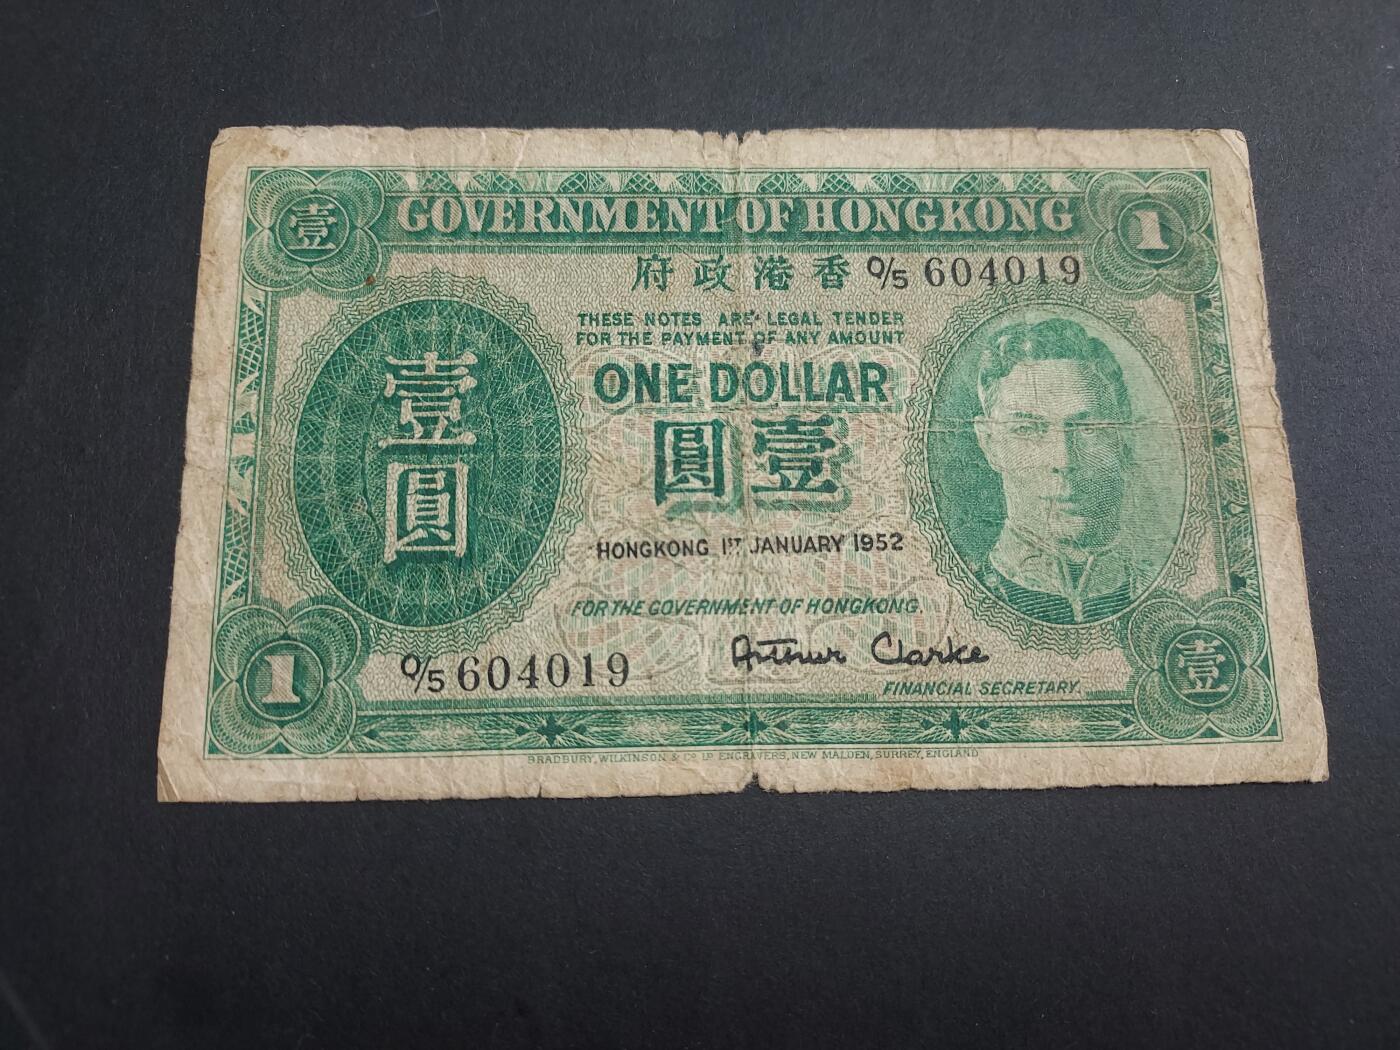 壹 GOVERNMENT OF HONGKONG 1
府政港香 O/5 604019
THESE NOTES ARE LEGAL TENDER
FOR THE PAYMENT OF ANY AMOUNT
ONE DOLLAR
壹圓
圓壹
HONGKONG 1ST JANUARY 1952
FOR THE GOVERNMENT OF HONGKONG.
Arthur Clarke
1 O/5 604019
FINANCIAL SECRETARY.
壹
BRADBURY, WILKINSON & Co. LD ENGRAVERS, NEW MALDEN, SURREY, ENGLAND